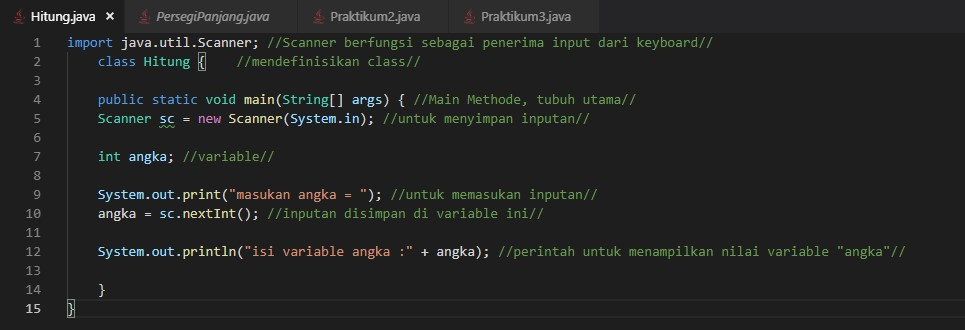 Hitung.java × PersegiPanjang.java Praktikum2.java Praktikum3.java
1 import java.util.Scanner; //Scanner berfungsi sebagai penerima input dari keyboard//
2 class Hitung { //mendefinisikan class//
3
4 public static void main(String[] args) { //Main Methode, tubuh utama//
5 Scanner sc = new Scanner(System.in); //untuk menyimpan inputan//
6
7 int angka; //variable//
8
9 System.out.print("masukan angka = "); //untuk memasukan inputan//
10 angka = sc.nextInt(); //inputan disimpan di variable ini//
11
12 System.out.println("isi variable angka :" + angka); //perintah untuk menampilkan nilai variable "angka"//
13
14 }
15 }